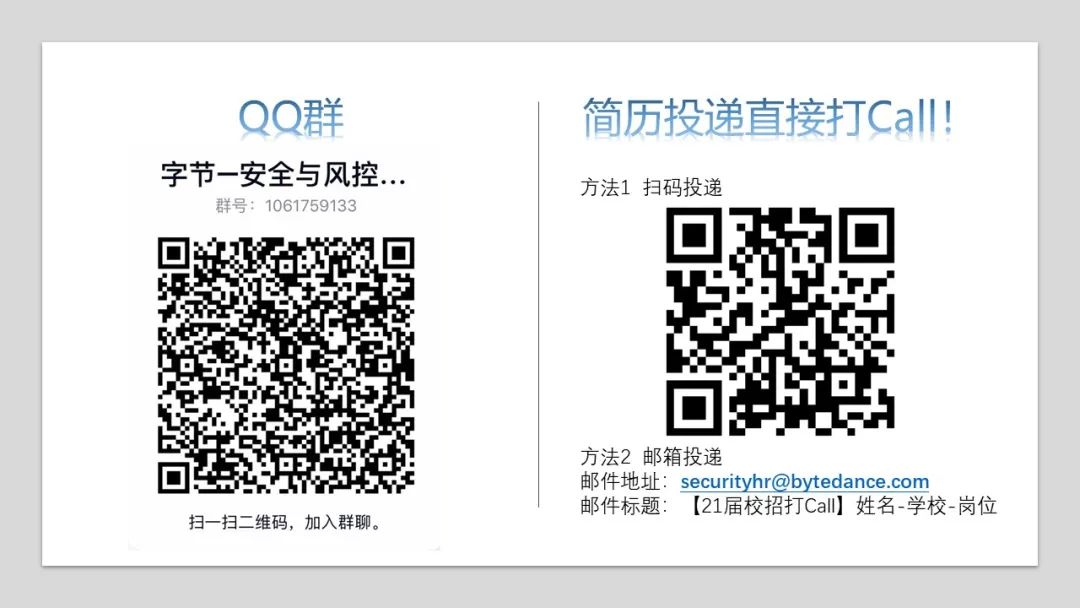 QQ群
字节—安全与风控...
群号：1061759133
扫一扫二维码，加入群聊。
简历投递直接打Call！
方法1 扫码投递
方法2 邮箱投递
邮件地址：securityhr@bytedance.com
邮件标题：【21届校招打Call】姓名-学校-岗位